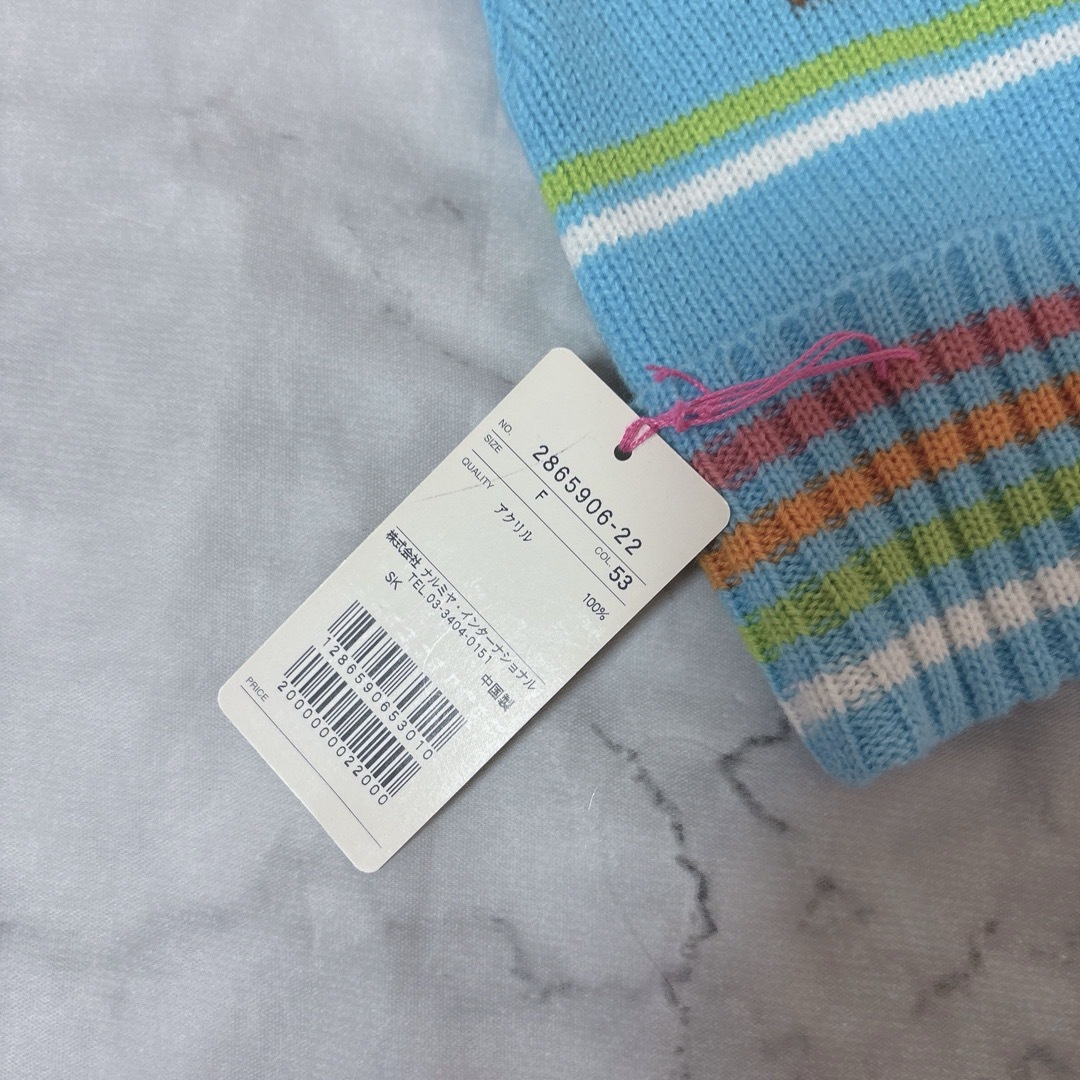 NO. 2865906-22
SIZE F COL. 53
QUALITY アクリル 100%
株式会社 ナルミヤ・インターナショナル
TEL.03-3404-0151 中国製
SK
1286590653010
2000000022000
PRICE